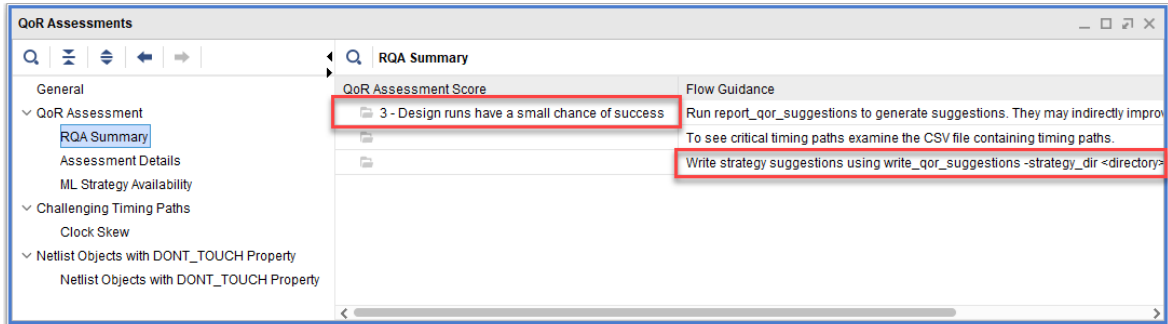 QoR Assessments
RQA Summary
General
QoR Assessment
RQA Summary
Assessment Details
ML Strategy Availability
Challenging Timing Paths
Clock Skew
Netlist Objects with DONT_TOUCH Property
Netlist Objects with DONT_TOUCH Property
QoR Assessment Score Flow Guidance
3 - Design runs have a small chance of success Run report_qor_suggestions to generate suggestions. They may indirectly improv
To see critical timing paths examine the CSV file containing timing paths.
Write strategy suggestions using write_qor_suggestions -strategy_dir <directory>